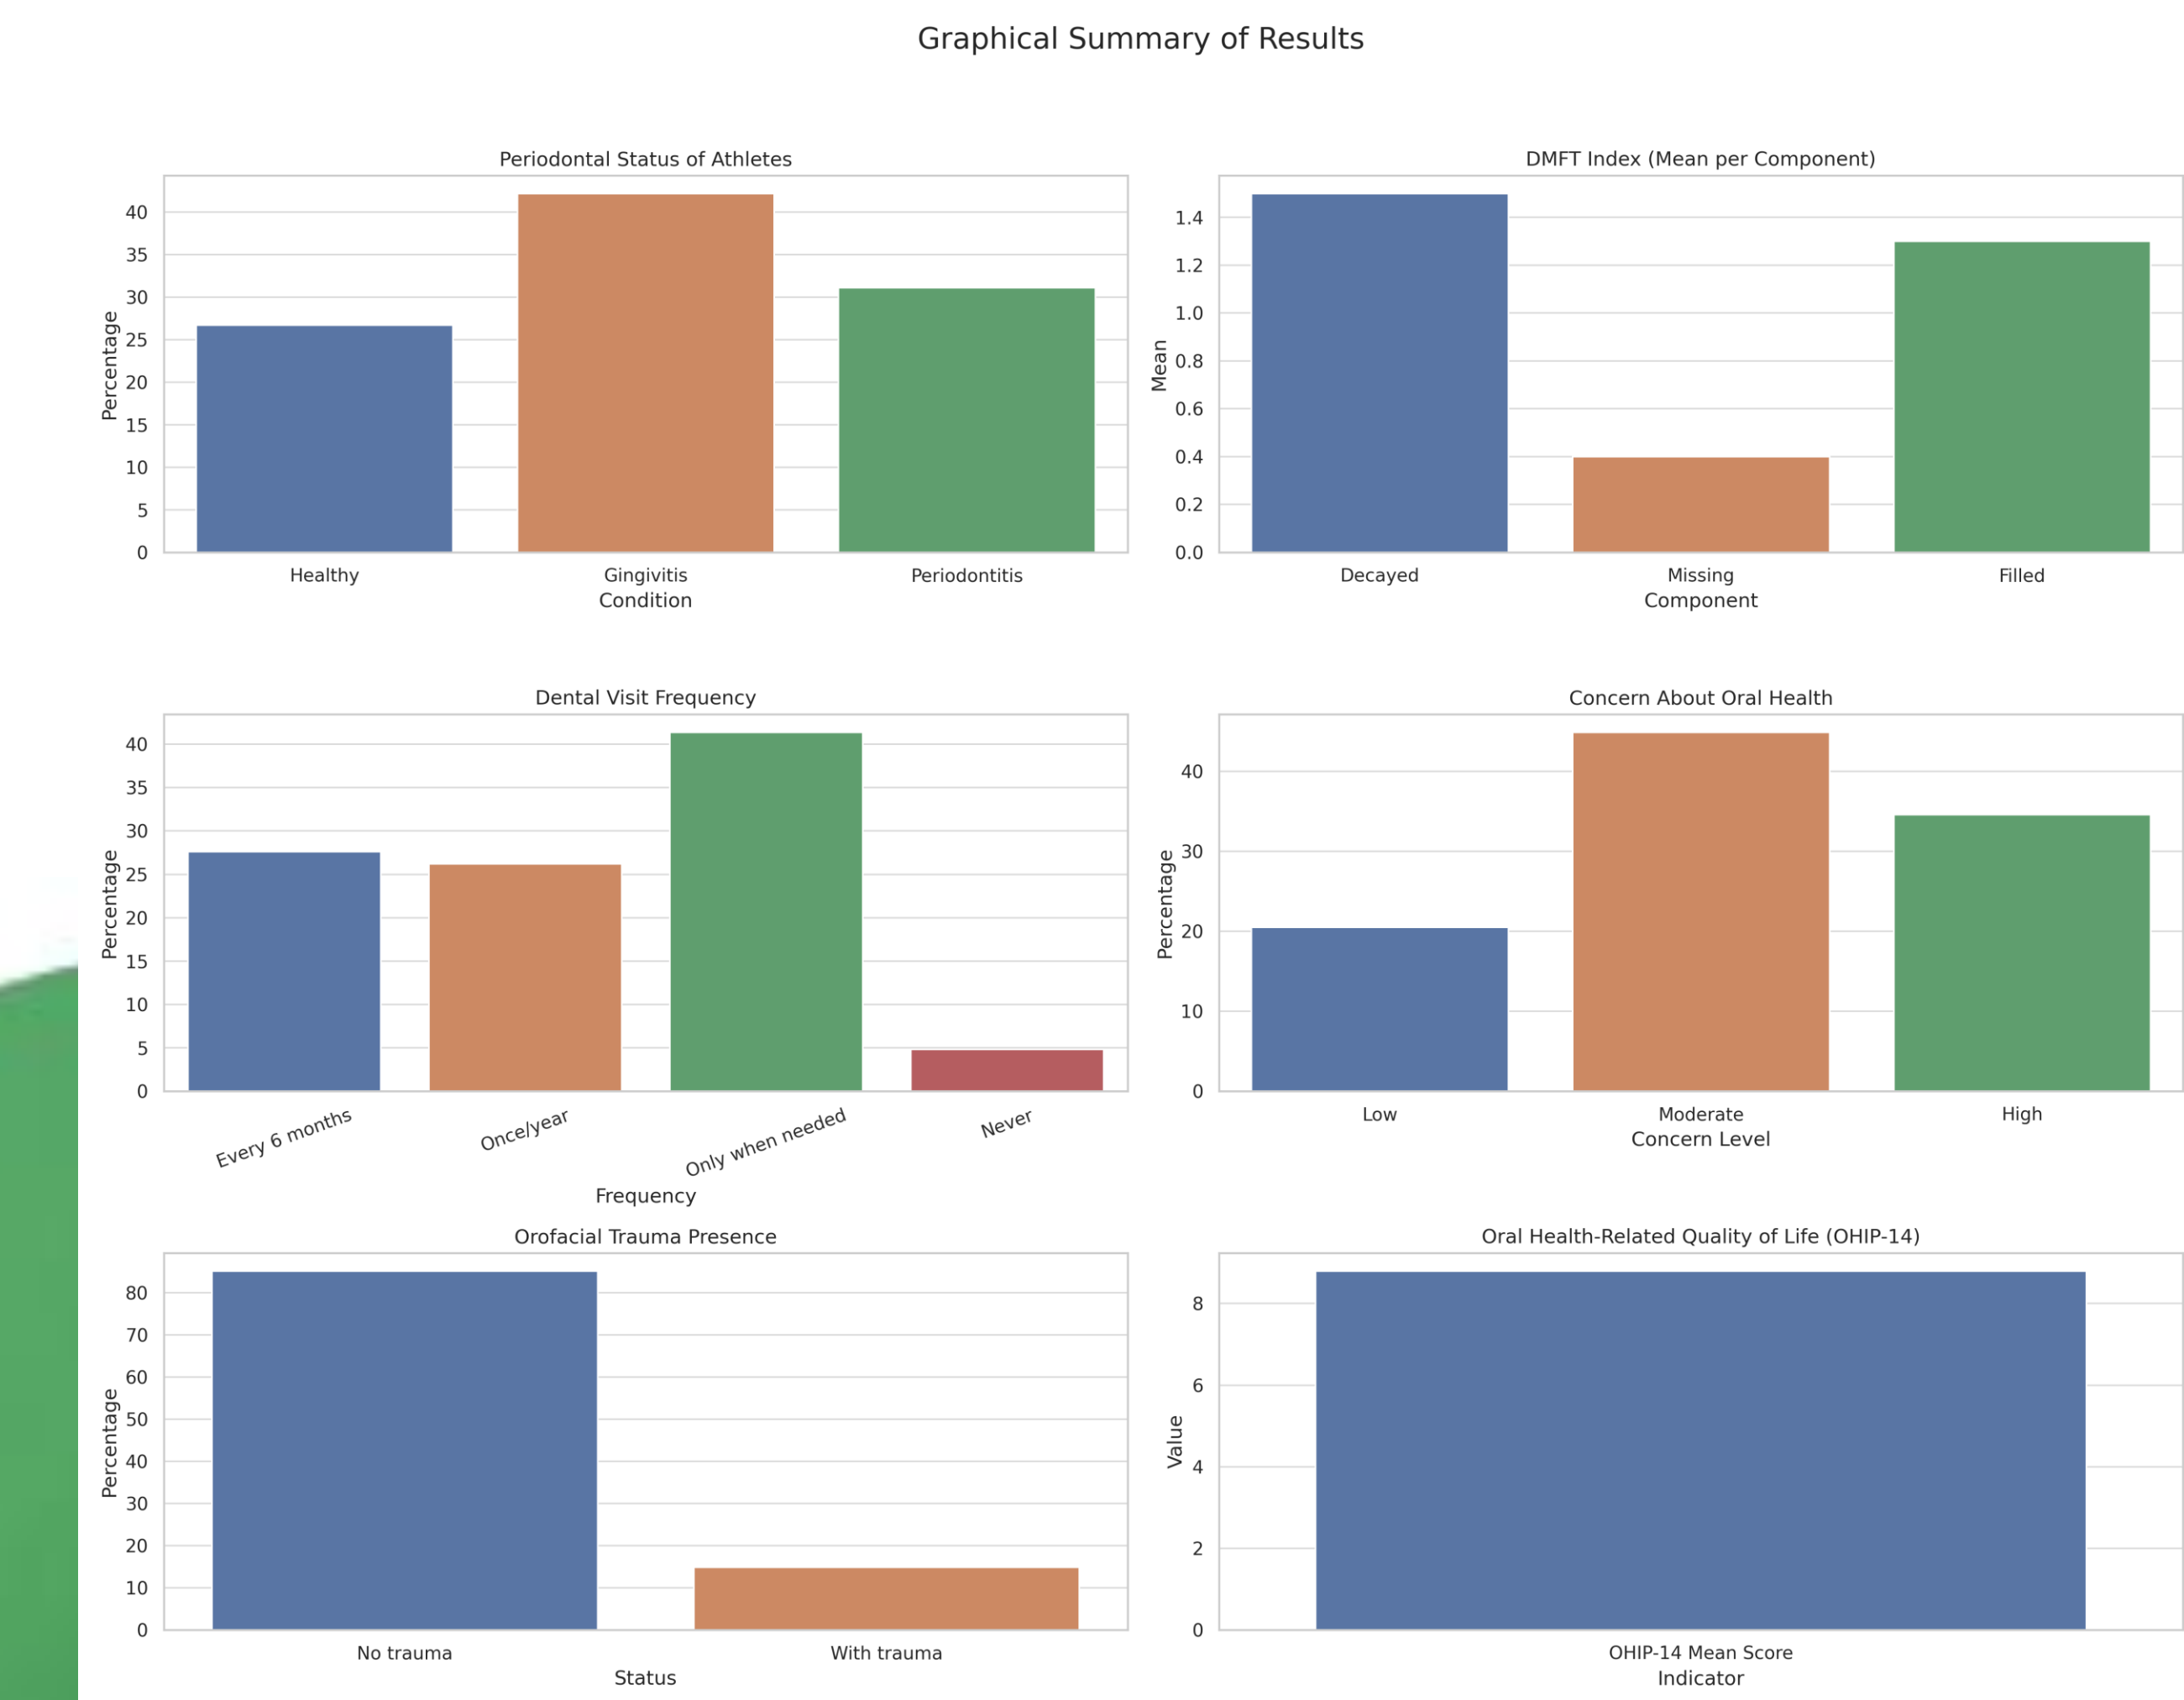 Graphical Summary of Results
Periodontal Status of Athletes
Percentage
40
35
30
25
20
15
10
5
0
Healthy Gingivitis Periodontitis
Condition
DMFT Index (Mean per Component)
Mean
1.4
1.2
1.0
0.8
0.6
0.4
0.2
0.0
Decayed Missing Filled
Component
Dental Visit Frequency
Percentage
40
35
30
25
20
15
10
5
0
Every 6 months Once/year Only when needed Never
Frequency
Concern About Oral Health
Percentage
40
30
20
10
0
Low Moderate High
Concern Level
Orofacial Trauma Presence
Percentage
80
70
60
50
40
30
20
10
0
No trauma With trauma
Status
Oral Health-Related Quality of Life (OHIP-14)
Value
8
6
4
2
0
OHIP-14 Mean Score
Indicator